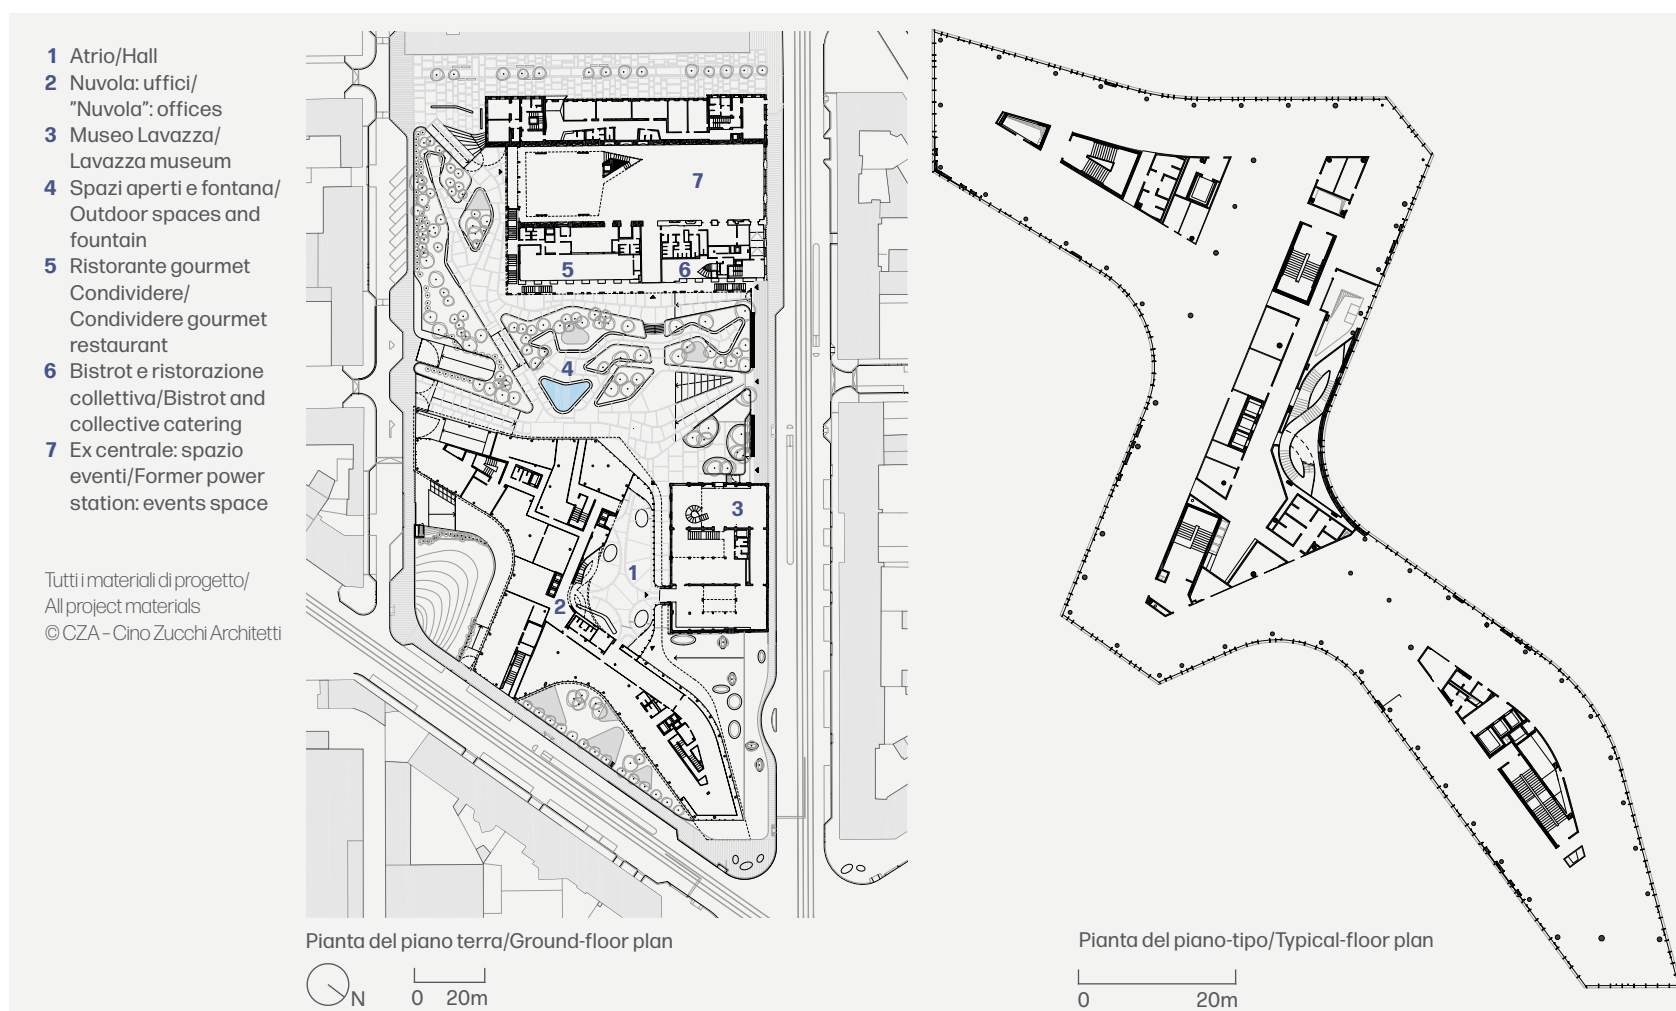 1 Atrio/Hall
2 Nuvola: uffici/
”Nuvola”: offices
3 Museo Lavazza/
Lavazza museum
4 Spazi aperti e fontana/
Outdoor spaces and
fountain
5 Ristorante gourmet
Condividere/
Condividere gourmet
restaurant
6 Bistrot e ristorazione
collettiva/Bistrot and
collective catering
7 Ex centrale: spazio
eventi/Former power
station: events space
Tutti i materiali di progetto/
All project materials
© CZA – Cino Zucchi Architetti
7
5
6
4
3
1
2
Pianta del piano terra/Ground-floor plan
N
0 20m
Pianta del piano-tipo/Typical-floor plan
0 20m